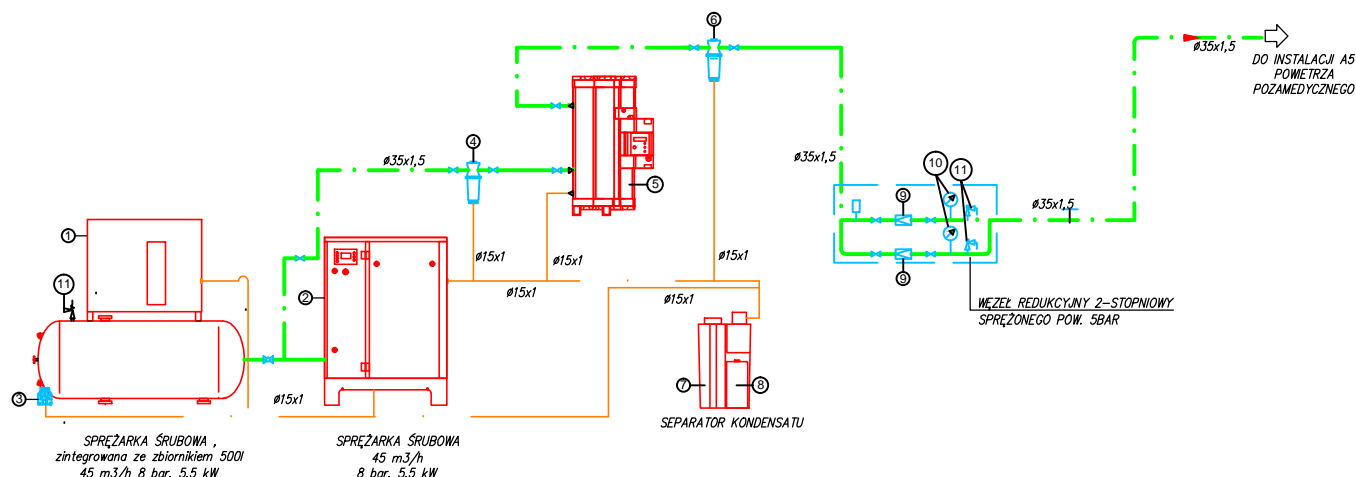 6
ø35x1,5
DO INSTALACJI A5
POWIETRZA
POZAMEDYCZNEGO
4
ø35x1,5
5
ø35x1,5
10
11
9
ø35x1,5
1
2
ø15x1
ø15x1
ø15x1
ø15x1
ø15x1
9
11
WĘZEŁ REDUKCYJNY 2-STOPNIOWY
SPRĘŻONEGO POW. 5BAR
7
8
3
ø15x1
SEPARATOR KONDENSATU
SPRĘŻARKA ŚRUBOWA ,
zintegrowana ze zbiornikiem 500l
45 m3/h 8 bar, 5,5 kW
SPRĘŻARKA ŚRUBOWA
45 m3/h
8 bar, 5,5 kW